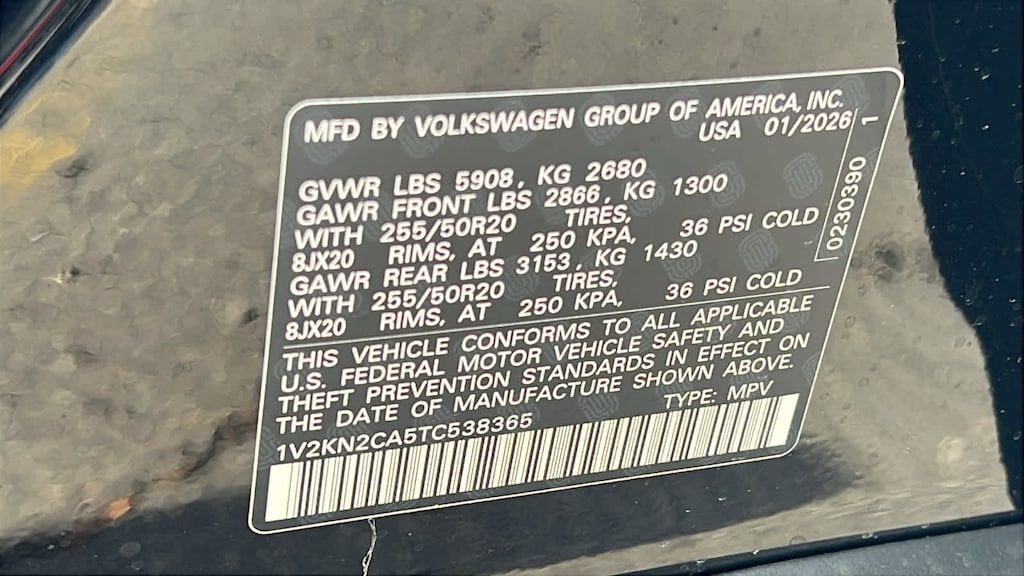 MFD BY VOLKSWAGEN GROUP OF AMERICA, INC.
USA 01/2026
GVWR LBS 5908, KG 2680
GAWR FRONT LBS 2866, KG 1300
WITH 255/50R20 TIRES,
8JX20 RIMS, AT 250 KPA, 36 PSI COLD
GAWR REAR LBS 3153, KG 1430
WITH 255/50R20 TIRES,
8JX20 RIMS, AT 250 KPA, 36 PSI COLD
02230390 1
THIS VEHICLE CONFORMS TO ALL APPLICABLE
U.S. FEDERAL MOTOR VEHICLE SAFETY AND
THEFT PREVENTION STANDARDS IN EFFECT ON
THE DATE OF MANUFACTURE SHOWN ABOVE.
1V2KN2CA5TC538365 TYPE: MPV